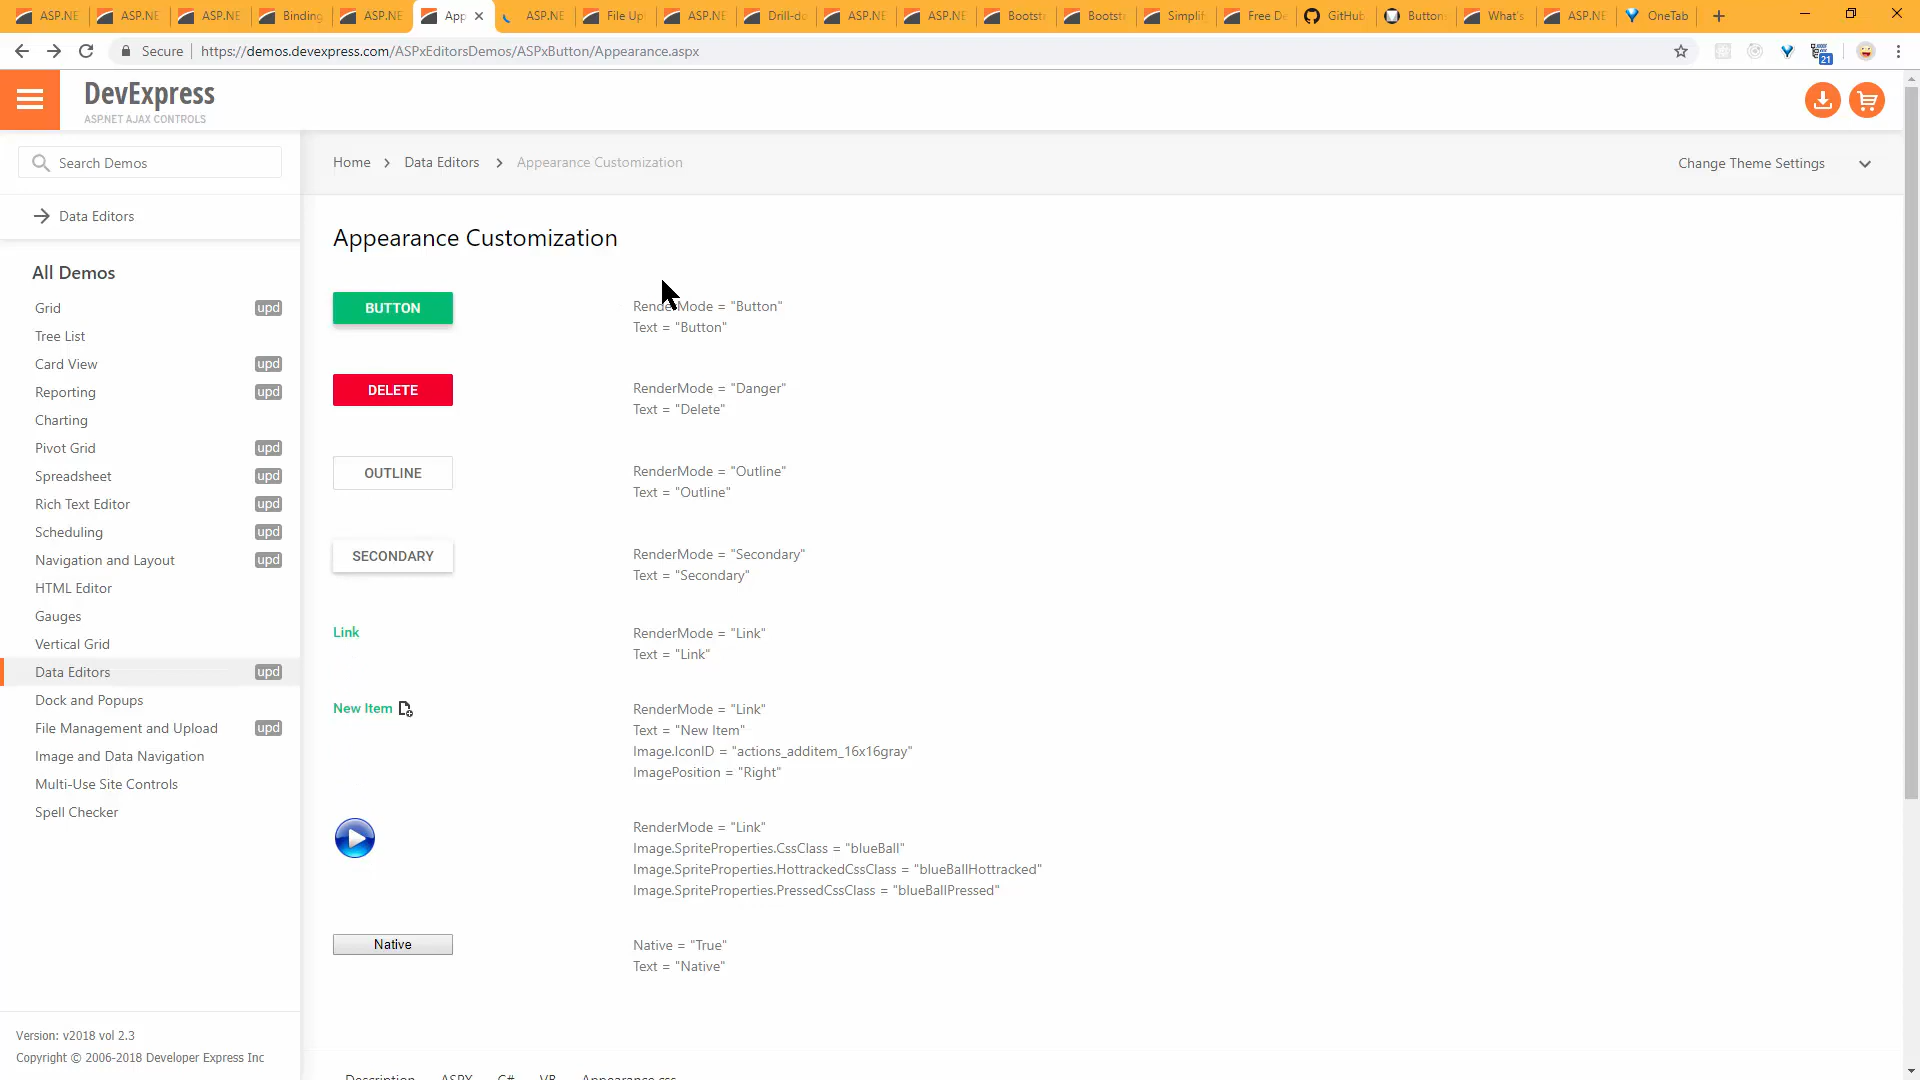 ASP.NE
ASP.NE
ASP.NE
Binding
ASP.NE
App
ASP.NE
File Up
ASP.NE
Drill-do
ASP.NE
ASP.NE
Bootst
Bootst
Simplif
Free De
GitHub
Button
What's
ASP.NE
OneTab
Secure
https://demos.devexpress.com/ASPxEditorsDemos/ASPxButton/Appearance.aspx
21
DevExpress
ASP.NET AJAX CONTROLS
Search Demos
Home > Data Editors > Appearance Customization
Change Theme Settings
Data Editors
All Demos
Grid upd
Tree List
Card View upd
Reporting upd
Charting
Pivot Grid upd
Spreadsheet upd
Rich Text Editor upd
Scheduling upd
Navigation and Layout upd
HTML Editor
Gauges
Vertical Grid
Data Editors upd
Dock and Popups
File Management and Upload upd
Image and Data Navigation
Multi-Use Site Controls
Spell Checker
Version: v2018 vol 2.3
Copyright © 2006-2018 Developer Express Inc
Appearance Customization
BUTTON
RenderMode = "Button"
Text = "Button"
DELETE
RenderMode = "Danger"
Text = "Delete"
OUTLINE
RenderMode = "Outline"
Text = "Outline"
SECONDARY
RenderMode = "Secondary"
Text = "Secondary"
Link
RenderMode = "Link"
Text = "Link"
New Item
RenderMode = "Link"
Text = "New Item"
Image.IconID = "actions_additem_16x16gray"
ImagePosition = "Right"
RenderMode = "Link"
Image.SpriteProperties.CssClass = "blueBall"
Image.SpriteProperties.HottrackedCssClass = "blueBallHottracked"
Image.SpriteProperties.PressedCssClass = "blueBallPressed"
Native
Native = "True"
Text = "Native"
Description ASPX C# VB Appearance.css